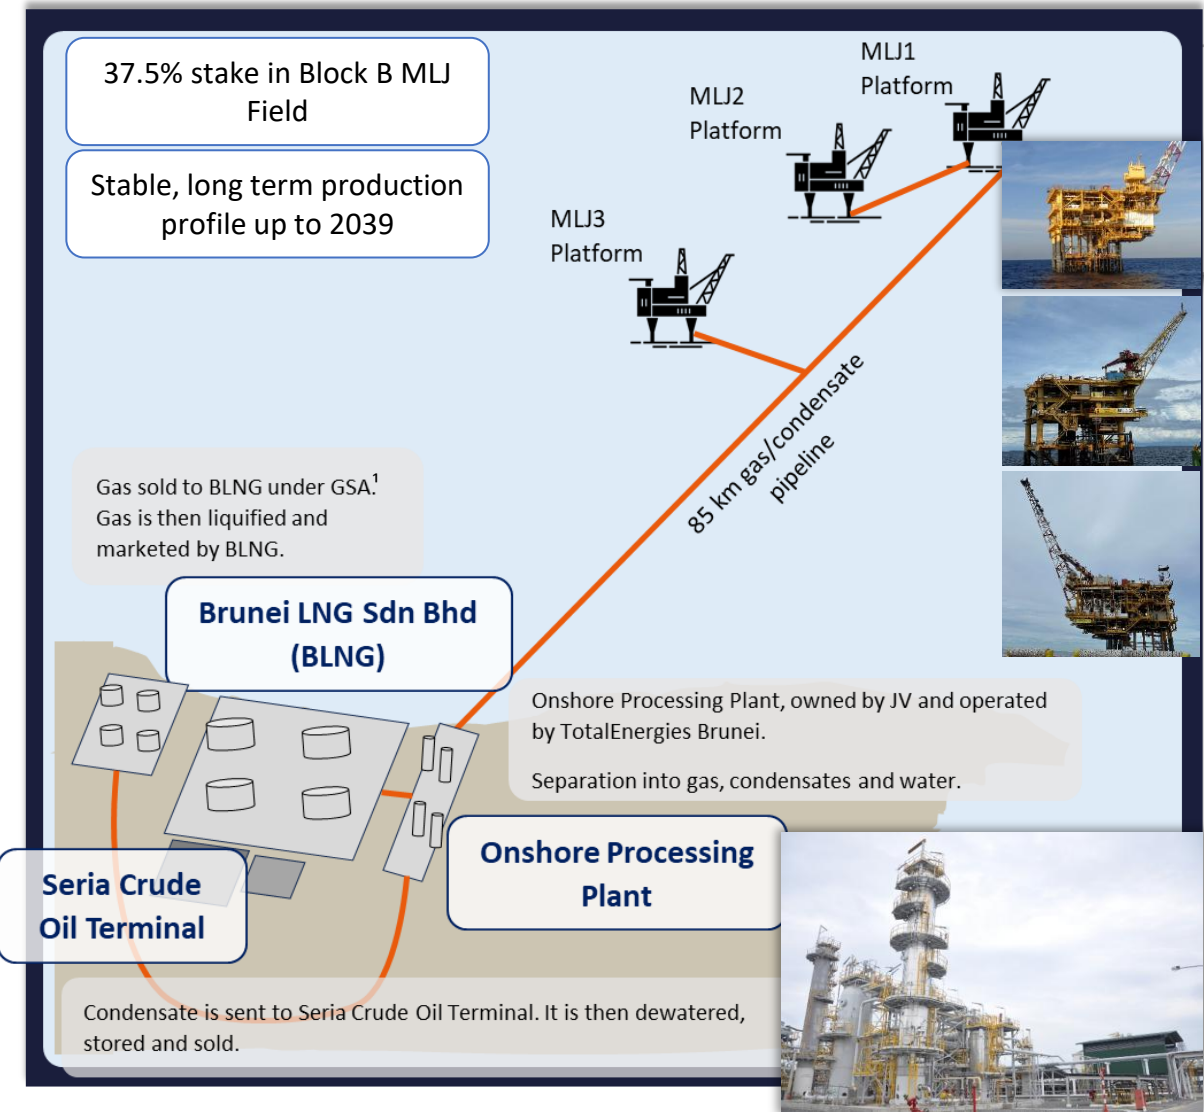 37.5% stake in Block B MLJ
Field
Stable, long term production
profile up to 2039
MLJ1
Platform
MLJ2
Platform
MLJ3
Platform
85 km gas/condensate
pipeline
Gas sold to BLNG under GSA.¹
Gas is then liquified and
marketed by BLNG.
Brunei LNG Sdn Bhd
(BLNG)
Onshore Processing Plant, owned by JV and operated
by TotalEnergies Brunei.
Separation into gas, condensates and water.
Onshore Processing
Plant
Seria Crude
Oil Terminal
Condensate is sent to Seria Crude Oil Terminal. It is then dewatered,
stored and sold.